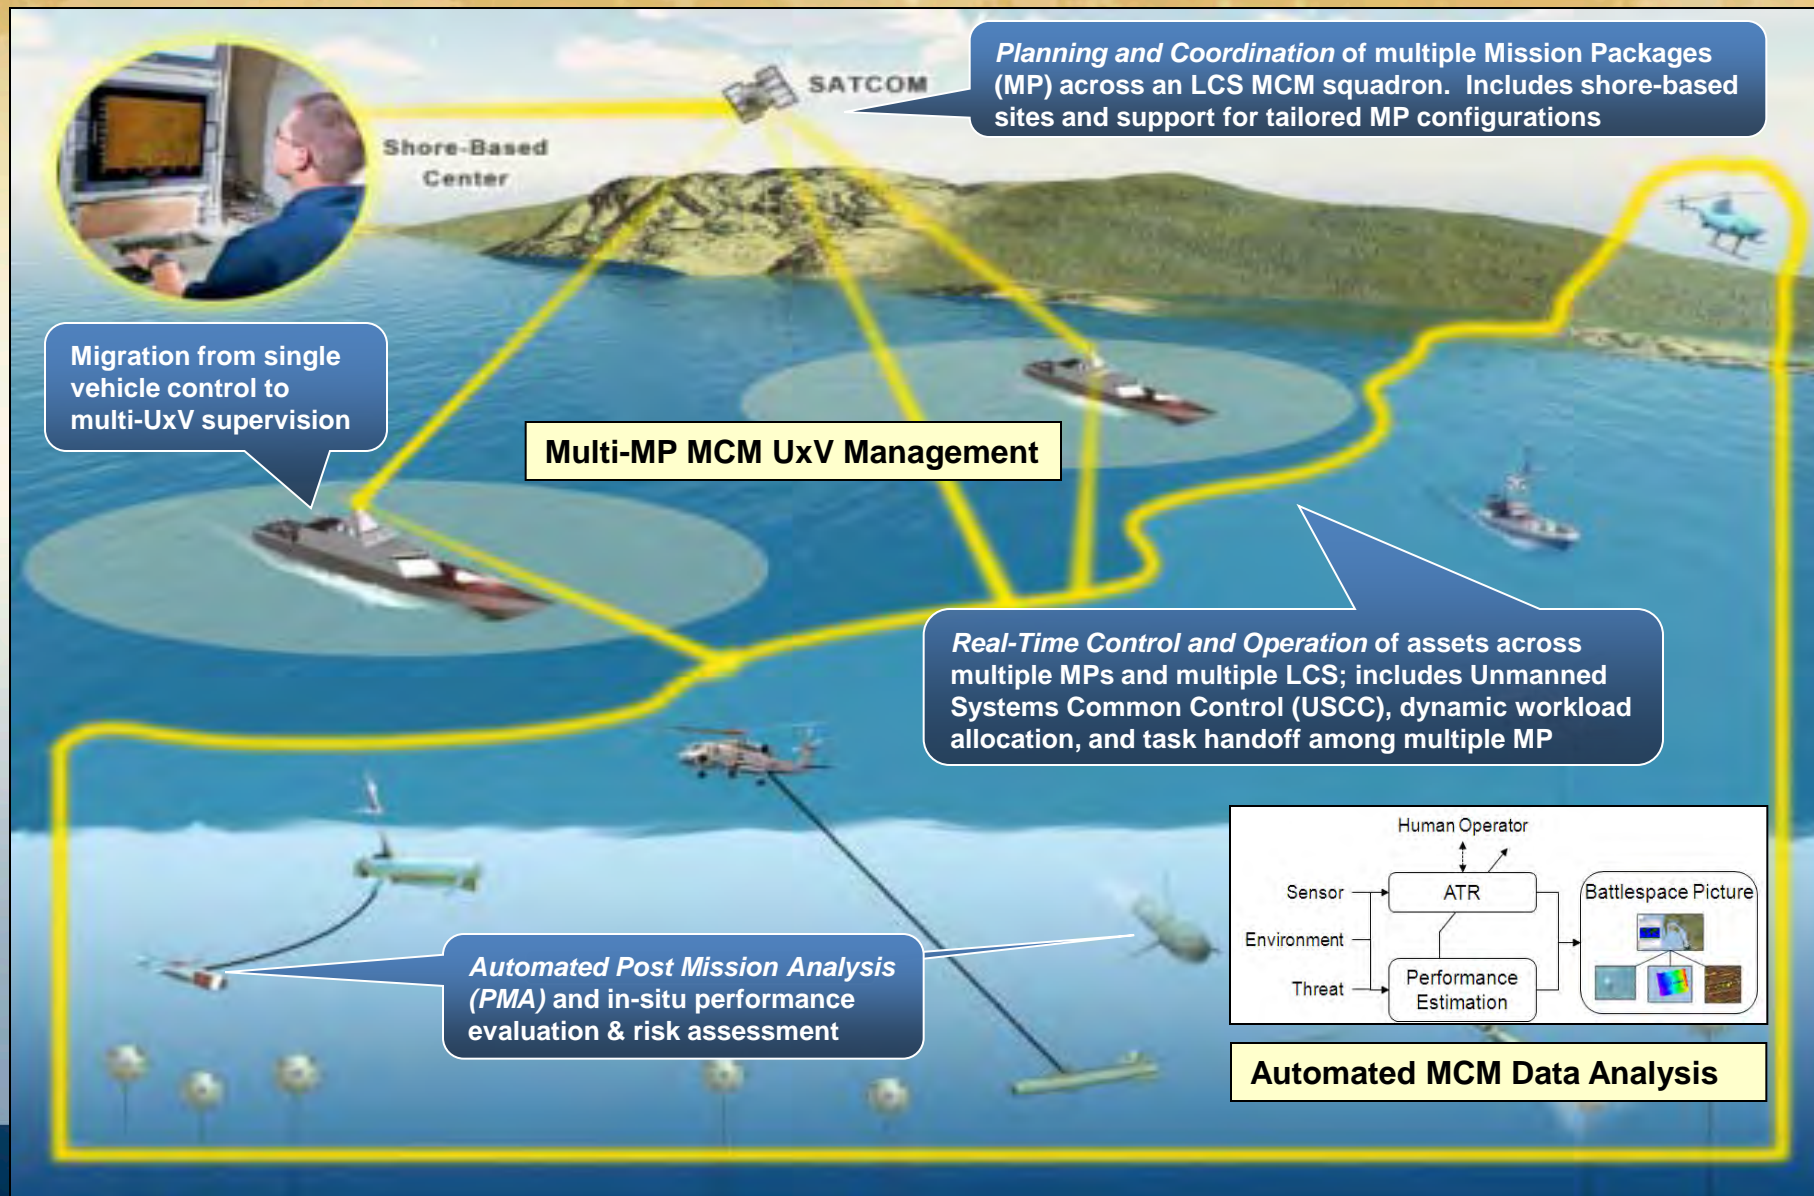 Planning and Coordination of multiple Mission Packages
(MP) across an LCS MCM squadron.  Includes shore-based
sites and support for tailored MP configurations
SATCOM
Shore-Based
Center
Migration from single
vehicle control to
multi-UxV supervision
Multi-MP MCM UxV Management
Real-Time Control and Operation of assets across
multiple MPs and multiple LCS; includes Unmanned
Systems Common Control (USCC), dynamic workload
allocation, and task handoff among multiple MP
Automated Post Mission Analysis
(PMA) and in-situ performance
evaluation & risk assessment
Human Operator
Sensor
ATR
Battlespace Picture
Environment
Threat
Performance
Estimation
Automated MCM Data Analysis